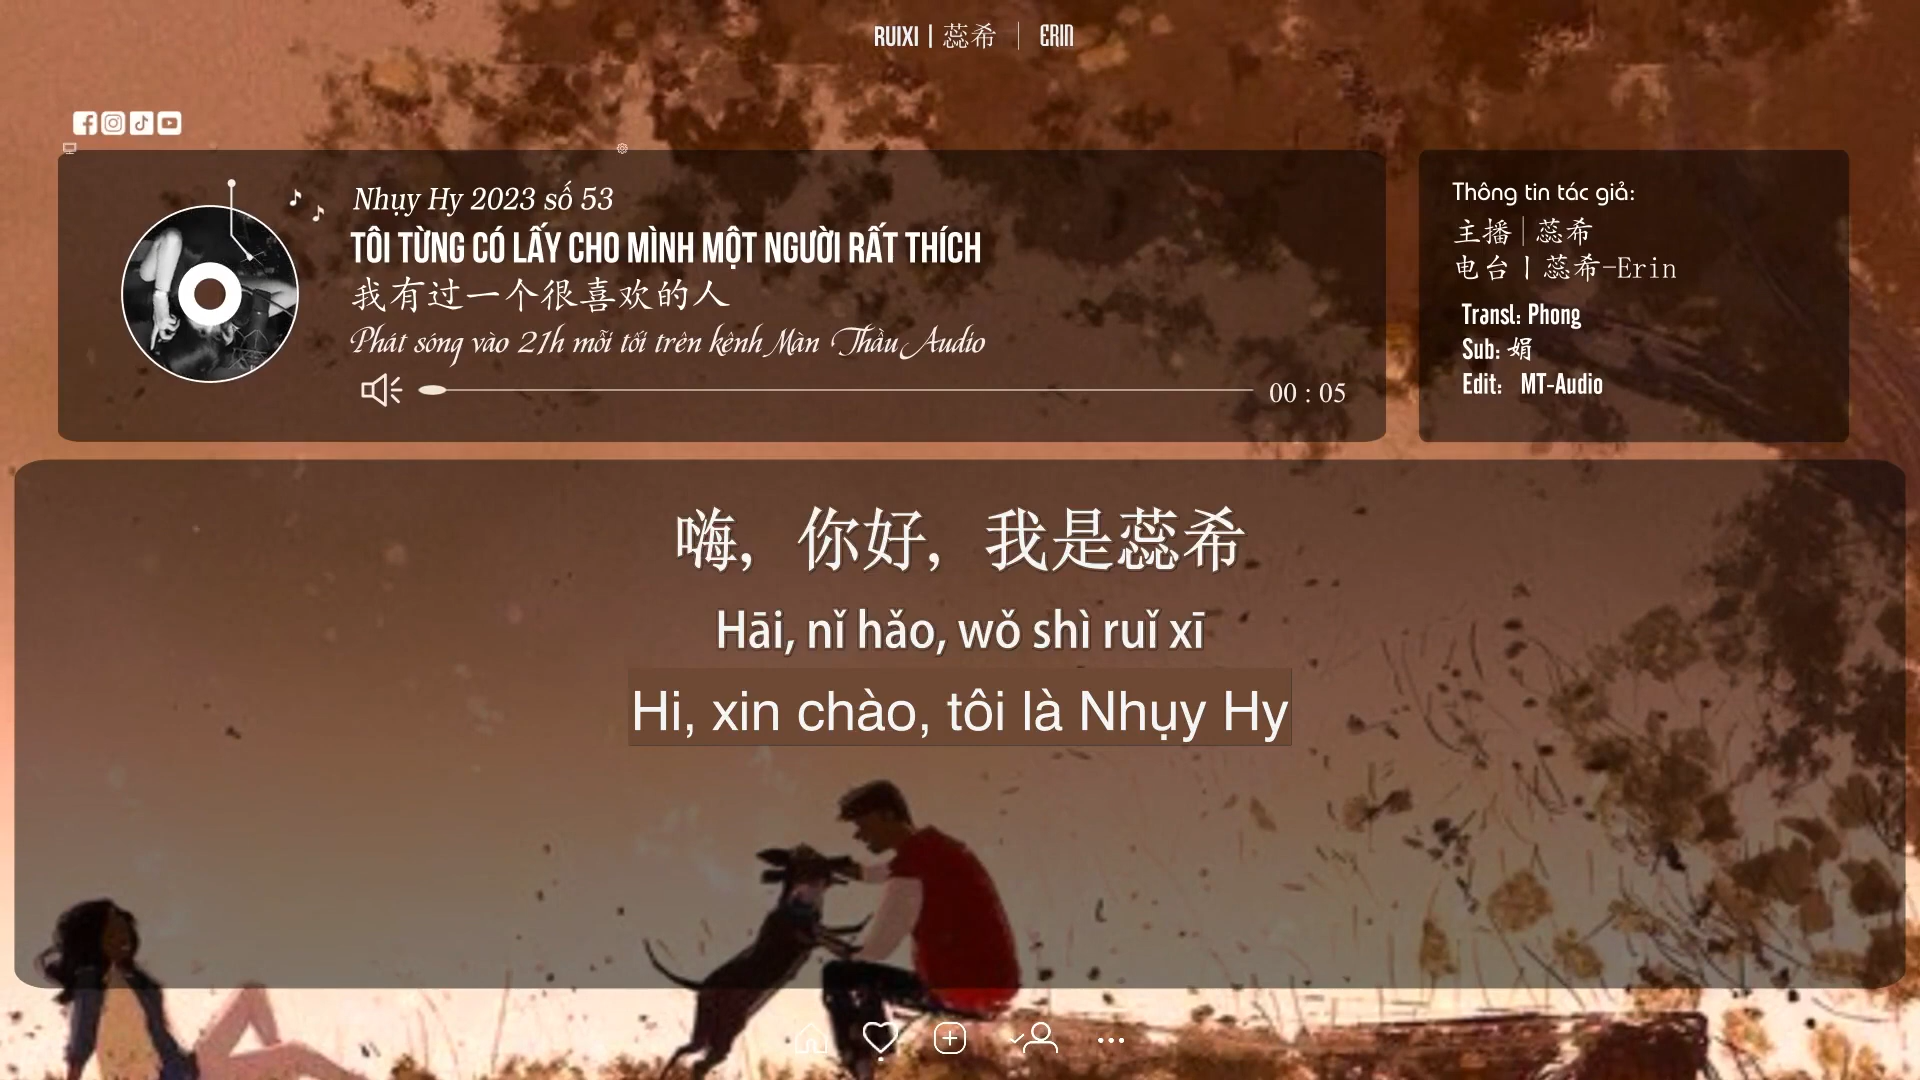 RUIXI | 蕊希 | ERIN
Nhụy Hy 2023 số 53
TÔI TỪNG CÓ LẤY CHO MÌNH MỘT NGƯỜI RẤT THÍCH
我有过一个很喜欢的人
Phát sóng vào 21h mỗi tối trên kênh Màn Thầu Audio
00 : 05
Thông tin tác giả:
主播 | 蕊希
电台丨蕊希-Erin
Transl: Phong
Sub: 娟
Edit: MT-Audio
嗨，你好，我是蕊希
Hāi, nǐ hǎo, wǒ shì ruǐ xī
Hi, xin chào, tôi là Nhụy Hy